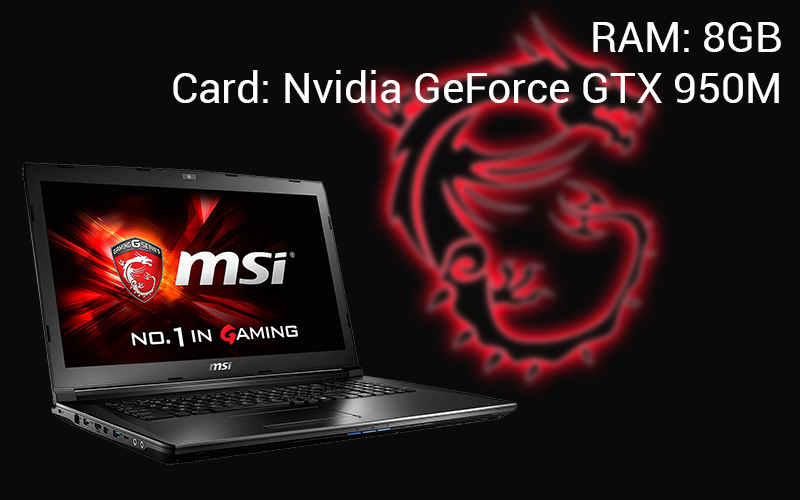 RAM: 8GB
Card: Nvidia GeForce GTX 950M
GAMING G SERIES
msi®
NO.1 IN GAMING
msi